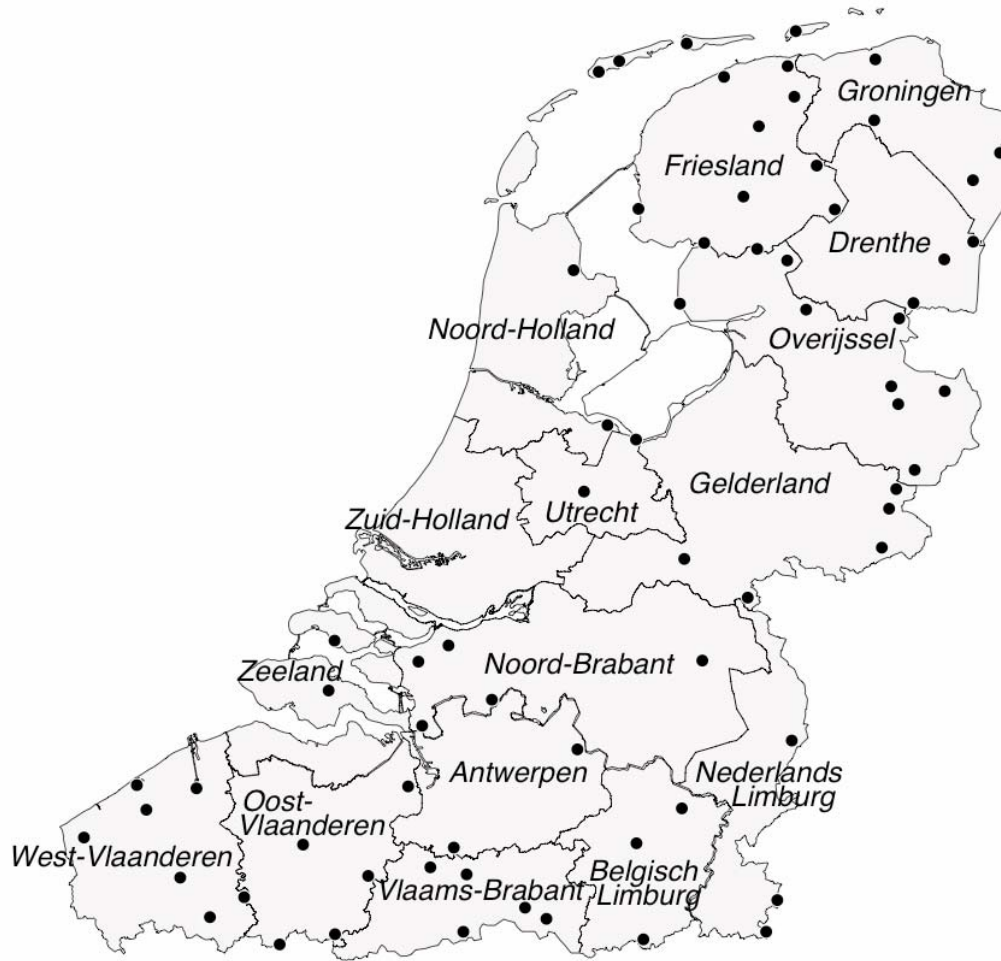 Groningen
Friesland
Drenthe
Noord-Holland
Overijssel
Gelderland
Utrecht
Zuid-Holland
Noord-Brabant
Zeeland
Antwerpen
Nederlands
Limburg
Oost-
Vlaanderen
West-Vlaanderen
Vlaams-Brabant
Belgisch
Limburg